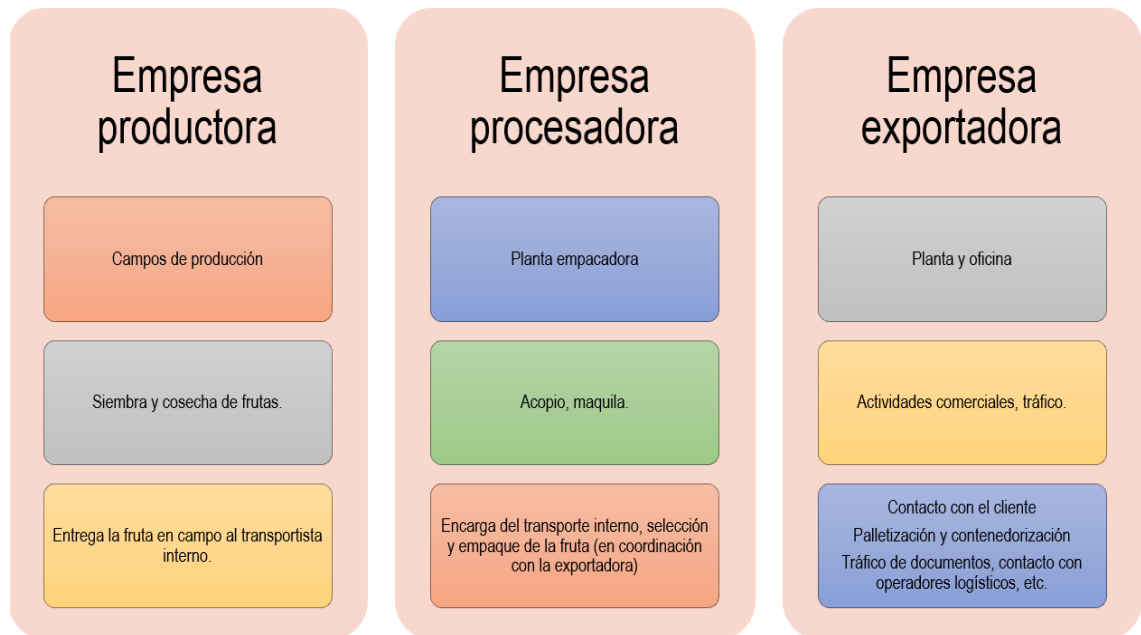 Empresa
productora
Campos de producción
Siembra y cosecha de frutas.
Entrega la fruta en campo al transportista
interno.
Empresa
procesadora
Planta empacadora
Acopio, maquila.
Encarga del transporte interno, selección
y empaque de la fruta (en coordinación
con la exportadora)
Empresa
exportadora
Planta y oficina
Actividades comerciales, tráfico.
Contacto con el cliente
Palletización y contenedorización
Tráfico de documentos, contacto con
operadores logísticos, etc.